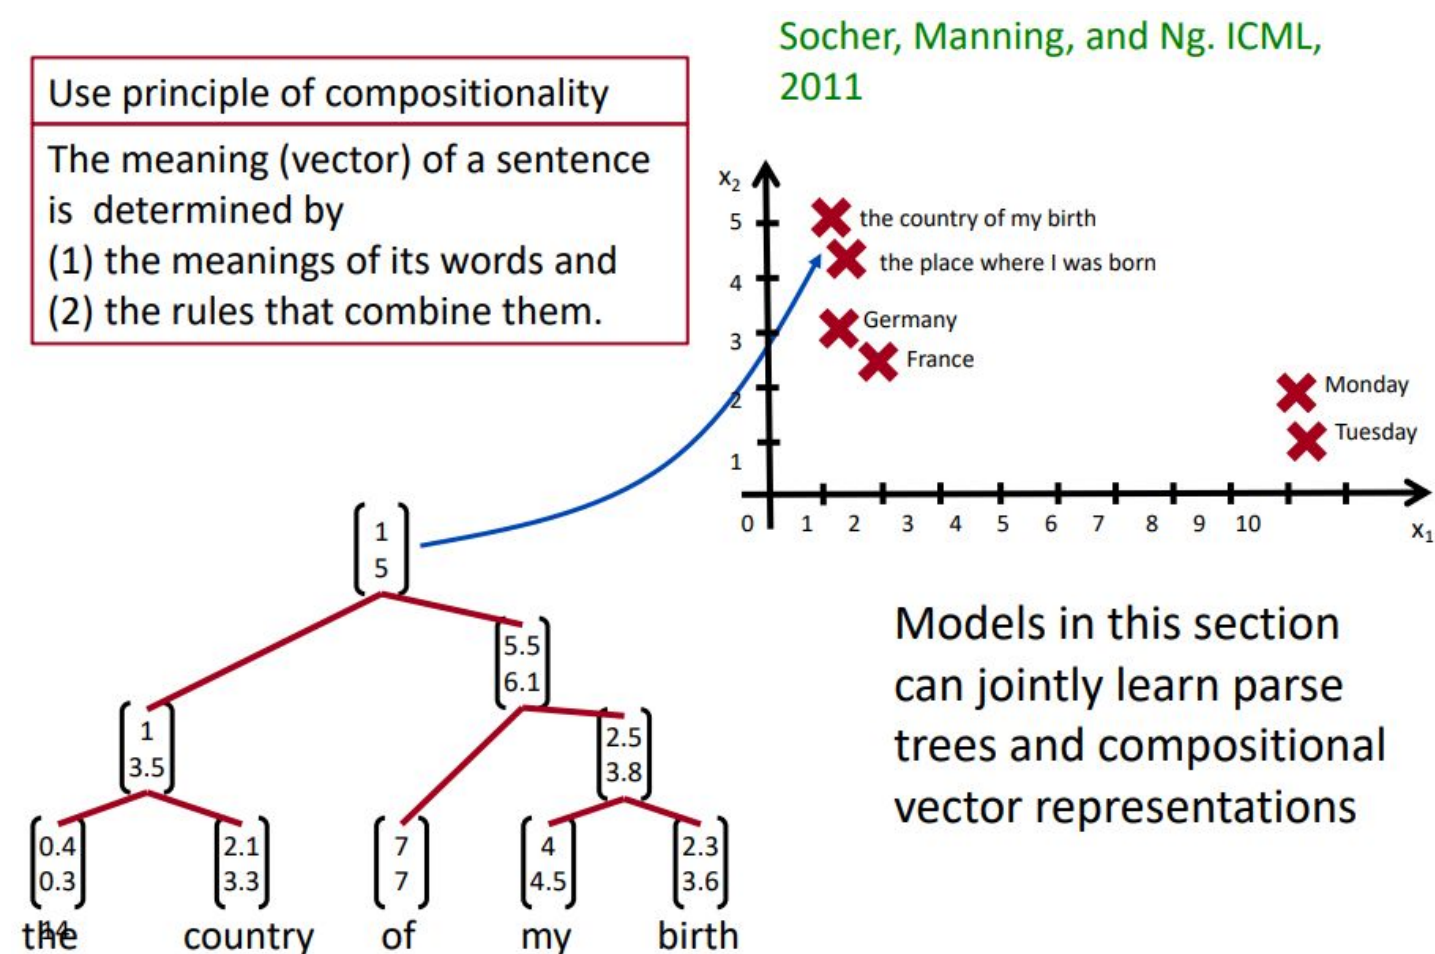 Socher, Manning, and Ng. ICML,
2011
Use principle of compositionality
The meaning (vector) of a sentence
is determined by
(1) the meanings of its words and
(2) the rules that combine them.
x2
5
4
3
2
1
the country of my birth
the place where I was born
Germany
France
Monday
Tuesday
0 1 2 3 4 5 6 7 8 9 10
x1
1
5
5.5
6.1
1
3.5
2.5
3.8
0.4 2.1 7 4 2.3
0.3 3.3 7 4.5 3.6
14
the country of my birth
Models in this section
can jointly learn parse
trees and compositional
vector representations